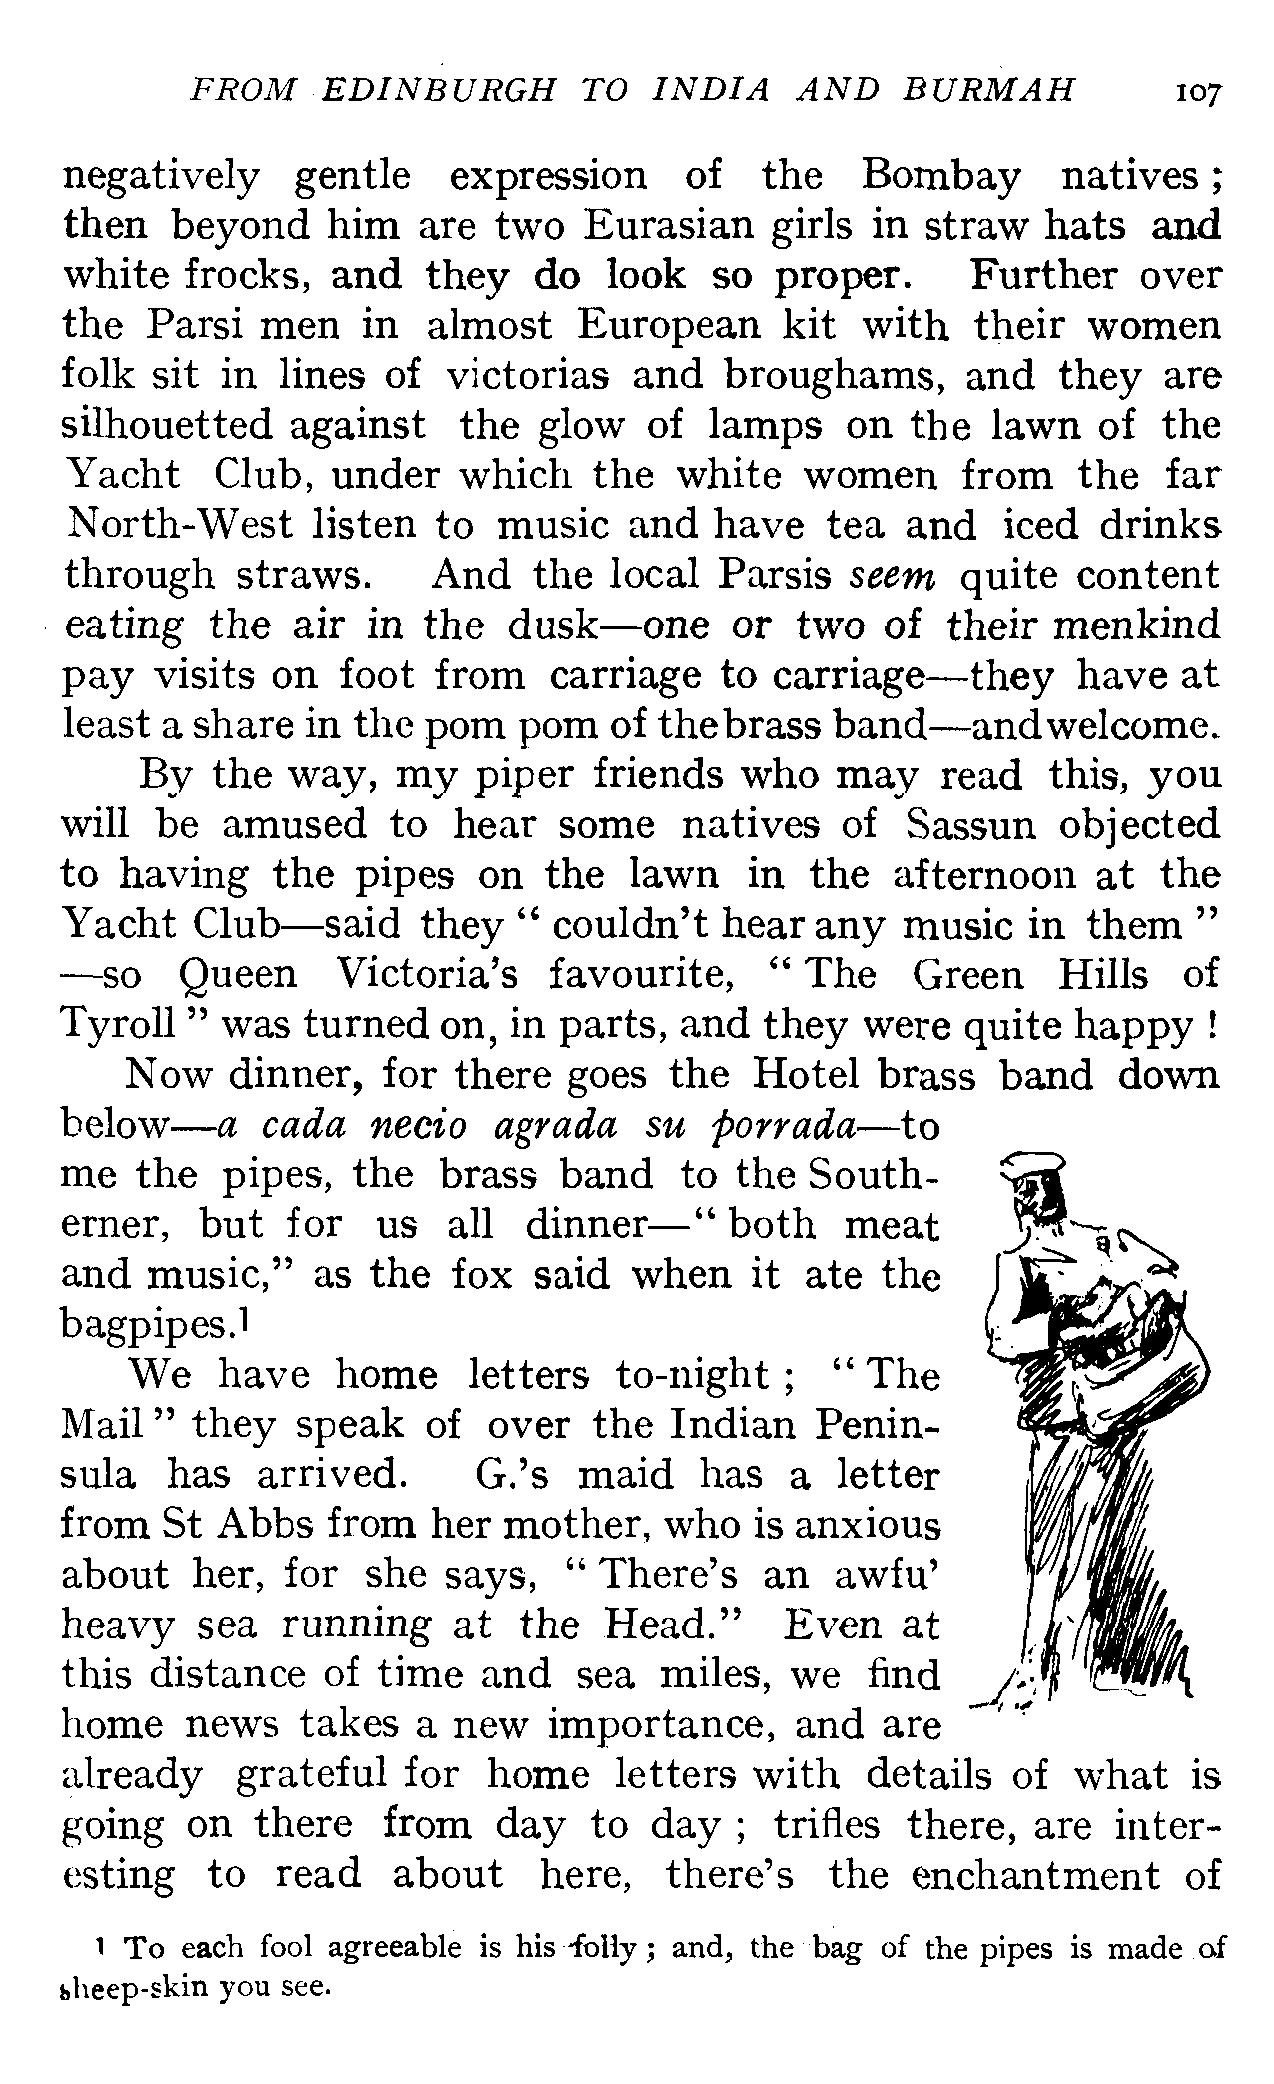 FROM EDINBURGH TO INDIA AND BURMAH 107
negatively gentle expression of the Bombay natives ;
then beyond him are two Eurasian girls in straw hats and
white frocks, and they do look so proper. Further over
the Parsi men in almost European kit with their women
folk sit in lines of victorias and broughams, and they are
silhouetted against the glow of lamps on the lawn of the
Yacht Club, under which the white women from the far
North-West listen to music and have tea and iced drinks
through straws. And the local Parsis seem quite content
eating the air in the dusk—one or two of their menkind
pay visits on foot from carriage to carriage—they have at
least a share in the pom pom of the brass band—and welcome.
By the way, my piper friends who may read this, you
will be amused to hear some natives of Sassun objected
to having the pipes on the lawn in the afternoon at the
Yacht Club—said they “ couldn’t hear any music in them ”
—so Queen Victoria’s favourite, “ The Green Hills of
Tyroll ” was turned on, in parts, and they were quite happy !
Now dinner, for there goes the Hotel brass band down
below—a cada necio agrada su porrada—to
me the pipes, the brass band to the South-
erner, but for us all dinner—“ both meat
and music,” as the fox said when it ate the
bagpipes.1
We have home letters to-night ; “ The
Mail ” they speak of over the Indian Penin-
sula has arrived. G.’s maid has a letter
from St Abbs from her mother, who is anxious
about her, for she says, “ There’s an awfu’
heavy sea running at the Head.” Even at
this distance of time and sea miles, we find
home news takes a new importance, and are
already grateful for home letters with details of what is
going on there from day to day ; trifles there, are inter-
esting to read about here, there’s the enchantment of
1 To each fool agreeable is his folly ; and, the bag of the pipes is made of
sheep-skin you see.